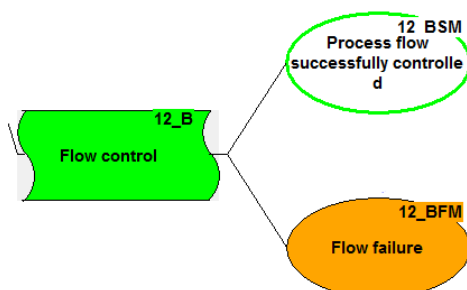 12_BSM
Process flow
successfully controlle
d
12_B
Flow control
12_BFM
Flow failure